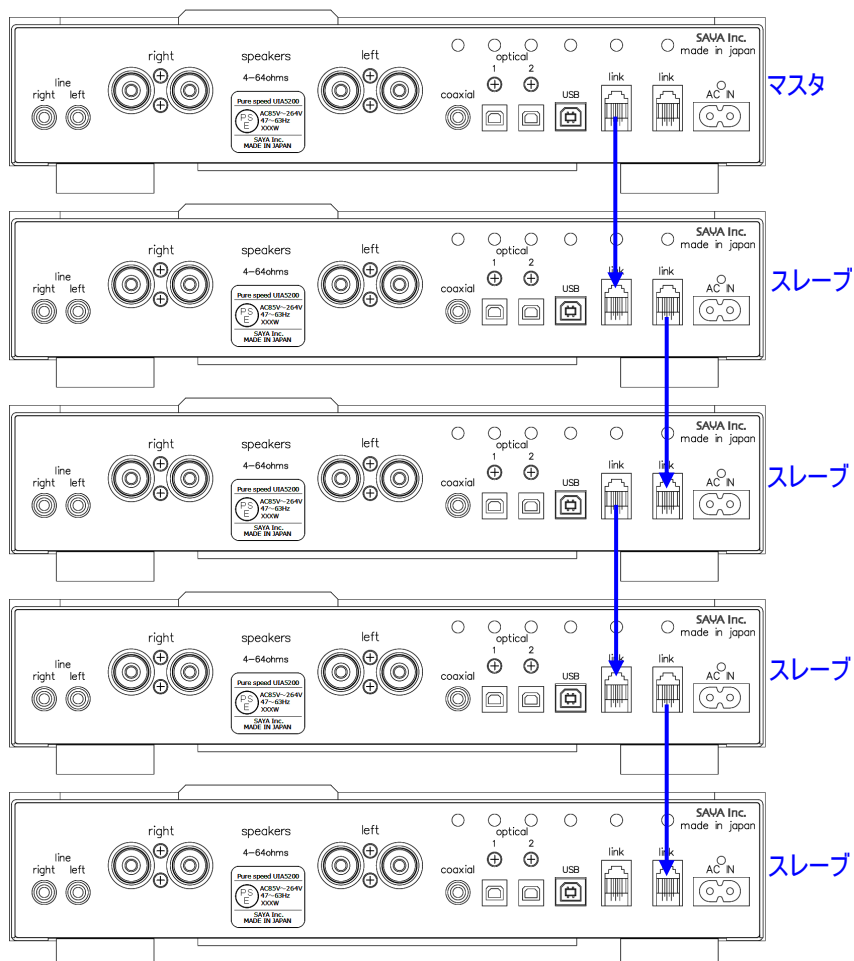 SAYA Inc.
made in japan
right speakers left optical
4−64ohms 1 2 link link
line
right left coaxial USB AC IN
Pure speed UIA5200
PS E AC85V〜264V
47〜63Hz
XXXW
SAYA Inc.
MADE IN JAPAN
マスタ
SAYA Inc.
made in japan
right speakers left optical
4−64ohms 1 2 link link
line
right left coaxial USB AC IN
Pure speed UIA5200
PS E AC85V〜264V
47〜63Hz
XXXW
SAYA Inc.
MADE IN JAPAN
スレーブ
SAYA Inc.
made in japan
right speakers left optical
4−64ohms 1 2 link link
line
right left coaxial USB AC IN
Pure speed UIA5200
PS E AC85V〜264V
47〜63Hz
XXXW
SAYA Inc.
MADE IN JAPAN
スレーブ
SAYA Inc.
made in japan
right speakers left optical
4−64ohms 1 2 link link
line
right left coaxial USB AC IN
Pure speed UIA5200
PS E AC85V〜264V
47〜63Hz
XXXW
SAYA Inc.
MADE IN JAPAN
スレーブ
SAYA Inc.
made in japan
right speakers left optical
4−64ohms 1 2 link link
line
right left coaxial USB AC IN
Pure speed UIA5200
PS E AC85V〜264V
47〜63Hz
XXXW
SAYA Inc.
MADE IN JAPAN
スレーブ